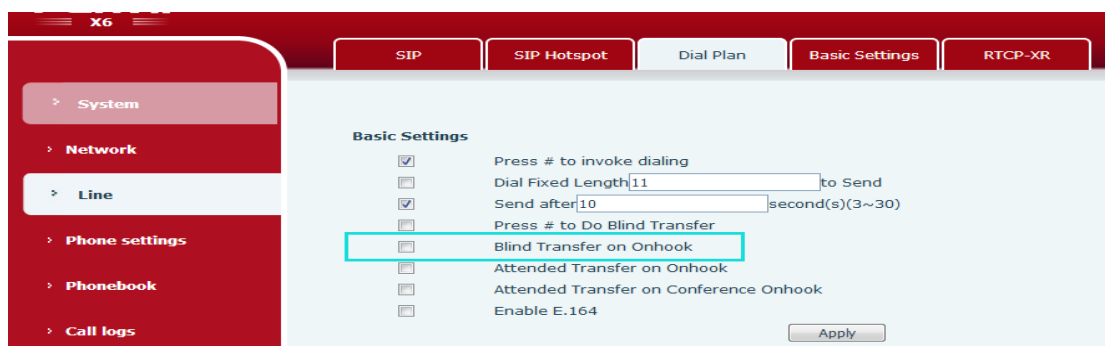 X6
SIP
SIP Hotspot
Dial Plan
Basic Settings
RTCP-XR
System
Network
Line
Phone settings
Phonebook
Call logs
Basic Settings
Press # to invoke dialing
Dial Fixed Length 11 to Send
Send after 10 second(s)(3~30)
Press # to Do Blind Transfer
Blind Transfer on Onhook
Attended Transfer on Onhook
Attended Transfer on Conference Onhook
Enable E.164
Apply